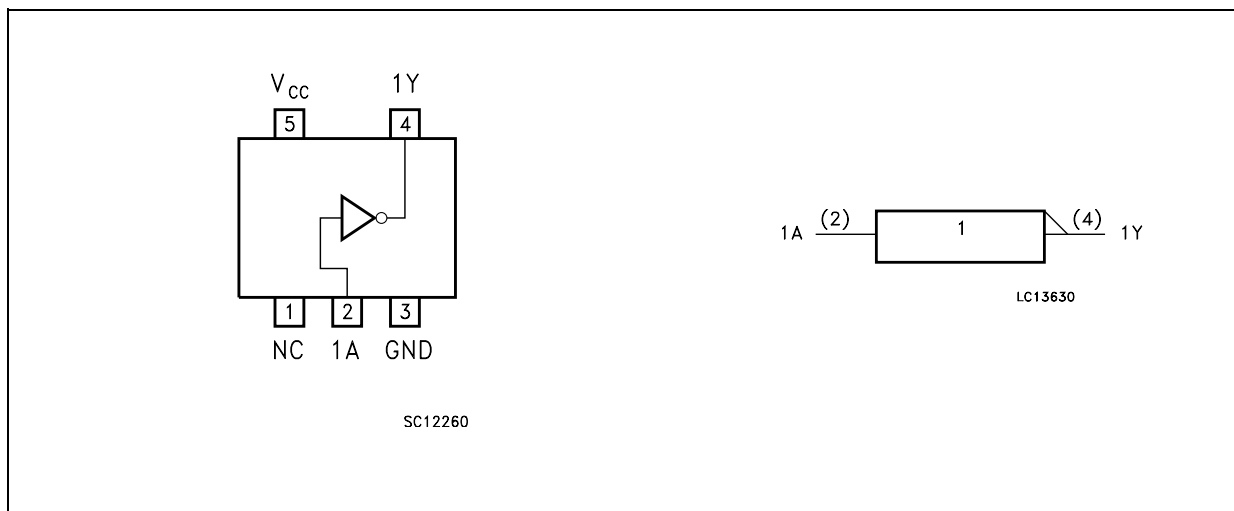 V CC 1Y
5 4
1 2 3
NC 1A GND
SC12260
1A (2) 1 (4) 1Y
LC13630